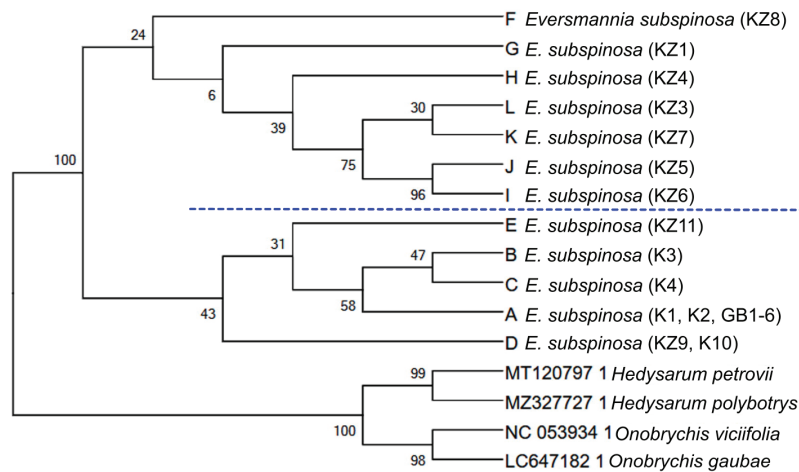 F Eversmannia subspinosa (KZ8)
24
G E. subspinosa (KZ1)
6
H E. subspinosa (KZ4)
39
L E. subspinosa (KZ3)
30
K E. subspinosa (KZ7)
75
J E. subspinosa (KZ5)
100
I E. subspinosa (KZ6)
96
E E. subspinosa (KZ11)
31
B E. subspinosa (K3)
47
C E. subspinosa (K4)
58
A E. subspinosa (K1, K2, GB1-6)
43
D E. subspinosa (KZ9, K10)
MT120797 1 Hedysarum petrovii
99
MZ327727 1 Hedysarum polybotrys
100
NC 053934 1 Onobrychis viciifolia
98
LC647182 1 Onobrychis gaubae